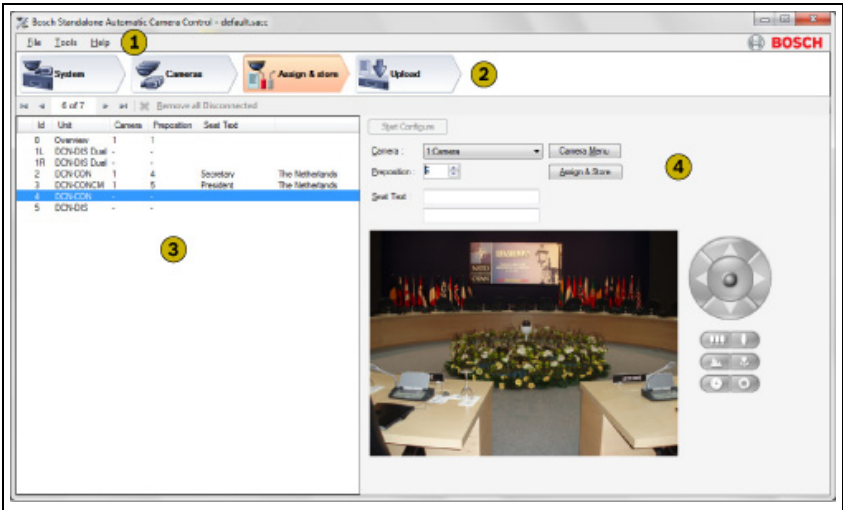 Bosch Standalone Automatic Camera Control - default.sacc
File Tools Help 1
BOSCH
System Cameras Assign & store Upload 2
6 of 7 Remove all Disconnected
Id Unit Camera Preposition Seat Text
0 Overview 1 1
1L DCN-DIS Dual - -
1R DCN-DIS Dual - -
2 DCN-CON 1 4 Secretary The Netherlands
3 DCN-CONCM 1 5 President The Netherlands
4 DCN-CON - -
5 DCN-DIS - -
3
Start Configure
Camera : 1:Camera Camera Menu
Preposition : 6 Assign & Store
4
Seat Text :